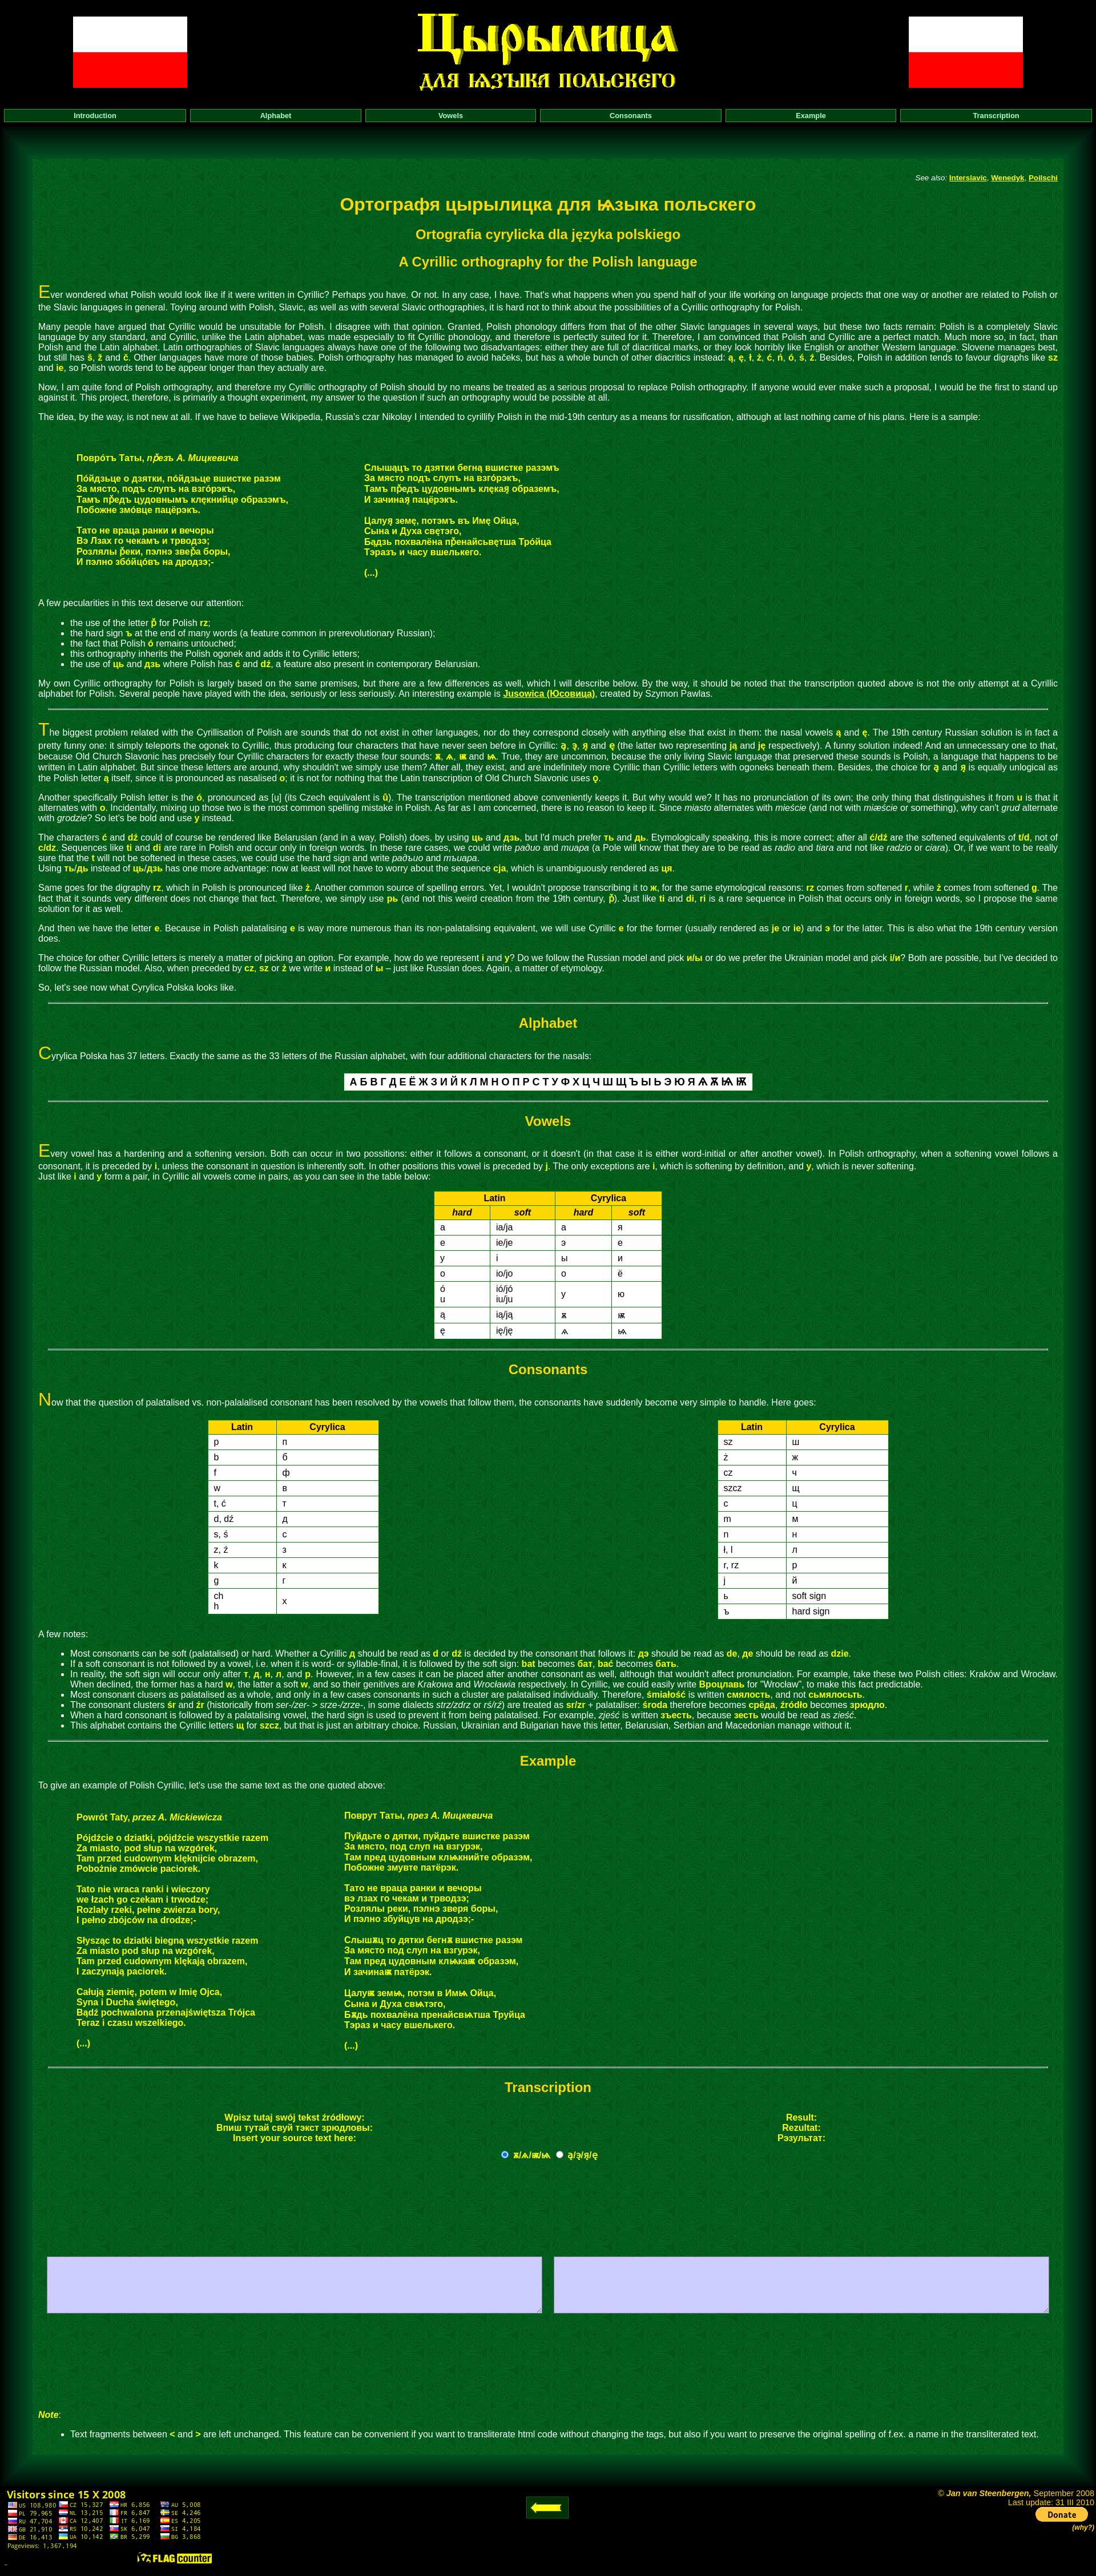 Цырылица
для ѩзыка польскего
Introduction
Alphabet
Vowels
Consonants
Example
Transcription
See also: Interslavic, Wenedyk, Poilschi
Ортографя цырылицка для ѩзыка польскего
Ortografia cyrylicka dla języka polskiego
A Cyrillic orthography for the Polish language
Ever wondered what Polish would look like if it were written in Cyrillic? Perhaps you have. Or not. In any case, I have. That's what happens when you spend half of your life working on language projects that one way or another are related to Polish or
the Slavic languages in general. Toying around with Polish, Slavic, as well as with several Slavic orthographies, it is hard not to think about the possibilities of a Cyrillic orthography for Polish.
Many people have argued that Cyrillic would be unsuitable for Polish. I disagree with that opinion. Granted, Polish phonology differs from that of the other Slavic languages in several ways, but these two facts remain: Polish is a completely Slavic
language by any standard, and Cyrillic, unlike the Latin alphabet, was made especially to fit Cyrillic phonology, and therefore is perfectly suited for it. Therefore, I am convinced that Polish and Cyrillic are a perfect match. Much more so, in fact, than
Polish and the Latin alphabet. Latin orthographies of Slavic languages always have one of the following two disadvantages: either they are full of diacritical marks, or they look horribly like English or another Western language. Slovene manages best,
but still has š, ž and č. Other languages have more of those babies. Polish orthography has managed to avoid hačeks, but has a whole bunch of other diacritics instead: ą, ę, ł, ż, ć, ń, ó, ś, ź. Besides, Polish in addition tends to favour digraphs like sz
and ie, so Polish words tend to be appear longer than they actually are.
Now, I am quite fond of Polish orthography, and therefore my Cyrillic orthography of Polish should by no means be treated as a serious proposal to replace Polish orthography. If anyone would ever make such a proposal, I would be the first to stand up
against it. This project, therefore, is primarily a thought experiment, my answer to the question if such an orthography would be possible at all.
The idea, by the way, is not new at all. If we have to believe Wikipedia, Russia's czar Nikolay I intended to cyrillify Polish in the mid-19th century as a means for russification, although at last nothing came of his plans. Here is a sample:
Повро́тъ Таты, пр̌езъ А. Мицкевича
По́йдзьце о дзятки, по́йдзьце вшистке разэм
За място, подъ слупъ на взго́рэкъ,
Тамъ пр̌едъ цудовнымъ клę́книйце образэмъ,
Побожне змо́вце пацёрэкъ.
Тато не враца ранки и вечоры
Вэ Лзах го чекамъ и трводзэ;
Розлялы р̌еки, пэлнэ звер̌а боры,
И пэлно збо́йцо́въ на дродзэ;-
Слышąцъ то дзятки бегнą вшистке разэмъ
За място подъ слупъ на взго́рэкъ,
Тамъ пр̌едъ цудовнымъ клę́кая̨ образемъ,
И зачиная̨ пацёрэкъ.
Цалуя̨ земę, потэмъ въ Имę Ойца,
Сына и Духа свętэго,
Бąдзь похвалёна пр̌енайсьвętша Тро́йца
Тэразъ и часу вшелькего.
(...)
A few pecularities in this text deserve our attention:
the use of the letter р̌ for Polish rz;
the hard sign ъ at the end of many words (a feature common in prerevolutionary Russian);
the fact that Polish ó remains untouched;
this orthography inherits the Polish ogonek and adds it to Cyrillic letters;
the use of ць and дзь where Polish has ć and dź, a feature also present in contemporary Belarusian.
My own Cyrillic orthography for Polish is largely based on the same premises, but there are a few differences as well, which I will describe below. By the way, it should be noted that the transcription quoted above is not the only attempt at a Cyrillic
alphabet for Polish. Several people have played with the idea, seriously or less seriously. An interesting example is Jusowica (Юсовица), created by Szymon Pawlas.
The biggest problem related with the Cyrillisation of Polish are sounds that do not exist in other languages, nor do they correspond closely with anything else that exist in them: the nasal vowels ą and ę. The 19th century Russian solution is in fact a
pretty funny one: it simply teleports the ogonek to Cyrillic, thus producing four characters that have never seen before in Cyrillic: а̨, э̨, я̨ and е̨ (the latter two representing ją and ję respectively). A funny solution indeed! And an unnecessary one to that,
because Old Church Slavonic has precisely four Cyrillic characters for exactly these four sounds: ѫ, ѧ, ѭ and ѩ. True, they are uncommon, because the only living Slavic language that preserved these sounds is Polish, a language that happens to be
written in Latin alphabet. But since these letters are around, why shouldn't we simply use them? After all, they exist, and are indefinitely more Cyrillic than Cyrillic letters with ogoneks beneath them. Besides, the choice for а̨ and я̨ is equally unlogical as
the Polish letter ą itself, since it is pronounced as nasalised o; it is not for nothing that the Latin transcription of Old Church Slavonic uses ǫ.
Another specifically Polish letter is the ó, pronounced as [u] (its Czech equivalent is ů). The transcription mentioned above conveniently keeps it. But why would we? It has no pronunciation of its own; the only thing that distinguishes it from u is that it
alternates with o. Incidentally, mixing up those two is the most common spelling mistake in Polish. As far as I am concerned, there is no reason to keep it. Since miasto alternates with mieście (and not with miæście or something), why can't grud alternate
with grodzie? So let's be bold and use у instead.
The characters ć and dź could of course be rendered like Belarusian (and in a way, Polish) does, by using ць and дзь, but I'd much prefer ть and дь. Etymologically speaking, this is more correct; after all ć/dź are the softened equivalents of t/d, not of
c/dz. Sequences like ti and di are rare in Polish and occur only in foreign words. In these rare cases, we could write радио and тиара (a Pole will know that they are to be read as radio and tiara and not like radzio or ciara). Or, if we want to be really
sure that the t will not be softened in these cases, we could use the hard sign and write радъио and тъиара.
Using ть/дь instead of ць/дзь has one more advantage: now at least will not have to worry about the sequence cja, which is unambiguously rendered as ця.
Same goes for the digraphy rz, which in Polish is pronounced like ż. Another common source of spelling errors. Yet, I wouldn't propose transcribing it to ж, for the same etymological reasons: rz comes from softened r, while ż comes from softened g. The
fact that it sounds very different does not change that fact. Therefore, we simply use рь (and not this weird creation from the 19th century, р̌). Just like ti and di, ri is a rare sequence in Polish that occurs only in foreign words, so I propose the same
solution for it as well.
And then we have the letter e. Because in Polish palatalising e is way more numerous than its non-palatalising equivalent, we will use Cyrillic е for the former (usually rendered as je or ie) and э for the latter. This is also what the 19th century version
does.
The choice for other Cyrillic letters is merely a matter of picking an option. For example, how do we represent i and y? Do we follow the Russian model and pick и/ы or do we prefer the Ukrainian model and pick і/и? Both are possible, but I've decided to
follow the Russian model. Also, when preceded by cz, sz or ż we write и instead of ы – just like Russian does. Again, a matter of etymology.
So, let's see now what Cyrylica Polska looks like.
Alphabet
Cyrylica Polska has 37 letters. Exactly the same as the 33 letters of the Russian alphabet, with four additional characters for the nasals:
А Б В Г Д Е Ё Ж З И Й К Л М Н О П Р С Т У Ф Х Ц Ч Ш Щ Ъ Ы Ь Э Ю Я Ѧ Ѫ Ѩ Ѭ
Vowels
Every vowel has a hardening and a softening version. Both can occur in two possitions: either it follows a consonant, or it doesn't (in that case it is either word-initial or after another vowel). In Polish orthography, when a softening vowel follows a
consonant, it is preceded by i, unless the consonant in question is inherently soft. In other positions this vowel is preceded by j. The only exceptions are i, which is softening by definition, and y, which is never softening.
Just like i and y form a pair, in Cyrillic all vowels come in pairs, as you can see in the table below:
Latin Cyrylica
hard soft hard soft
a ia/ja а я
e ie/je э е
y i ы и
o io/jo о ё
ó ió/jó
u iu/ju у ю
ą ią/ją ѫ ѭ
ę ię/ję ѧ ѩ
Consonants
Now that the question of palatalised vs. non-palalalised consonant has been resolved by the vowels that follow them, the consonants have suddenly become very simple to handle. Here goes:
Latin Cyrylica
p п
b б
f ф
w в
t, ć т
d, dź д
s, ś с
z, ź з
k к
g г
ch
h х
Latin Cyrylica
sz ш
ż ж
cz ч
szcz щ
c ц
m м
n н
ł, l л
r, rz р
j й
ь soft sign
ъ hard sign
A few notes:
Most consonants can be soft (palatalised) or hard. Whether a Cyrillic д should be read as d or dź is decided by the consonant that follows it: дэ should be read as de, де should be read as dzie.
If a soft consonant is not followed by a vowel, i.e. when it is word- or syllable-final, it is followed by the soft sign: bat becomes бат, bać becomes бать.
In reality, the soft sign will occur only after т, д, н, л, and р. However, in a few cases it can be placed after another consonant as well, although that wouldn't affect pronunciation. For example, take these two Polish cities: Kraków and Wrocław.
When declined, the former has a hard w, the latter a soft w, and so their genitives are Krakowa and Wrocławia respectively. In Cyrillic, we could easily write Вроцлавь for "Wrocław", to make this fact predictable.
Most consonant clusers as palatalised as a whole, and only in a few cases consonants in such a cluster are palatalised individually. Therefore, śmiałość is written смялость, and not сьмялосьть.
The consonant clusters śr and źr (historically from ser-/zer- > srze-/zrze-, in some dialects strz/zdrz or rś/rź) are treated as sr/zr + palataliser: środa therefore becomes срёда, źródło becomes зрюдло.
When a hard consonant is followed by a palatalising vowel, the hard sign is used to prevent it from being palatalised. For example, zjeść is written зъесть, because зесть would be read as zieść.
This alphabet contains the Cyrillic letters щ for szcz, but that is just an arbitrary choice. Russian, Ukrainian and Bulgarian have this letter, Belarusian, Serbian and Macedonian manage without it.
Example
To give an example of Polish Cyrillic, let's use the same text as the one quoted above:
Powrót Taty, przez A. Mickiewicza
Pójdźcie o dziatki, pójdźcie wszystkie razem
Za miasto, pod słup na wzgórek,
Tam przed cudownym klęknijcie obrazem,
Pobożnie zmówcie paciorek.
Tato nie wraca ranki i wieczory
we łzach go czekam i trwodze;
Rozlały rzeki, pełne zwierza bory,
I pełno zbójców na drodze;-
Słysząc to dziatki biegną wszystkie razem
Za miasto pod słup na wzgórek,
Tam przed cudownym klękają obrazem,
I zaczynają paciorek.
Całują ziemię, potem w Imię Ojca,
Syna i Ducha świętego,
Bądź pochwalona przenajświętsza Trójca
Teraz i czasu wszelkiego.
(...)
Поврут Таты, през А. Мицкевича
Пуйдьте о дятки, пуйдьте вшистке разэм
За място, под слуп на взгурэк,
Там пред цудовным клѩкнийте образэм,
Побожне змувте патёрэк.
Тато не враца ранки и вечоры
вэ лзах го чекам и трводзэ;
Розлялы реки, пэлнэ зверя боры,
И пэлно збуйцув на дродзэ;-
Слышѫц то дятки бегнѫ вшистке разэм
За място под слуп на взгурэк,
Там пред цудовным клѩкаѭ образэм,
И зачинаѭ патёрэк.
Цалуѭ земѩ, потэм в Имѩ Ойца,
Сына и Духа свѩтэго,
Бѫдь похвалёна пренайсвѩтша Труйца
Тэраз и часу вшелькего.
(...)
Transcription
Wpisz tutaj swój tekst źródłowy:
Впиш тутай свуй тэкст зрюдловы:
Insert your source text here:
Result:
Rezultat:
Рэзультат:
ѫ/ѧ/ѭ/ѩ а̨/э̨/я̨/е̨
Note:
Text fragments between < and > are left unchanged. This feature can be convenient if you want to transliterate html code without changing the tags, but also if you want to preserve the original spelling of f.ex. a name in the transliterated text.
Visitors since 15 X 2008
US 108,980 CZ 15,327 HR 6,856 AU 5,008
PL 79,965 NL 13,215 FR 6,847 SE 4,246
RU 47,704 CA 12,407 IT 6,169 ES 4,205
GB 21,910 RS 10,242 SK 6,047 SI 4,184
DE 16,413 UA 10,142 BR 5,299 BG 3,868
Pageviews: 1,367,194
FLAG counter
© Jan van Steenbergen, September 2008
Last update: 31 III 2010
Donate
(why?)